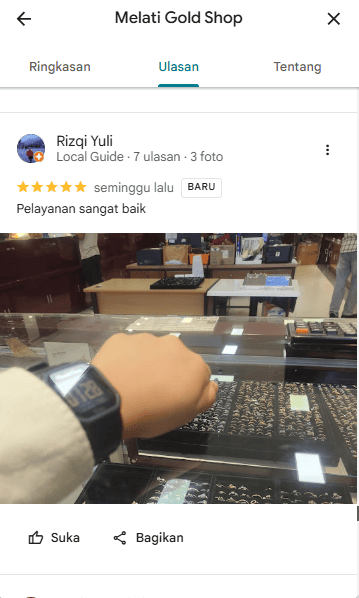 Melati Gold Shop
Ringkasan
Ulasan
Tentang
Rizqi Yuli
Local Guide · 7 ulasan · 3 foto
seminggu lalu BARU
Pelayanan sangat baik
Suka
Bagikan